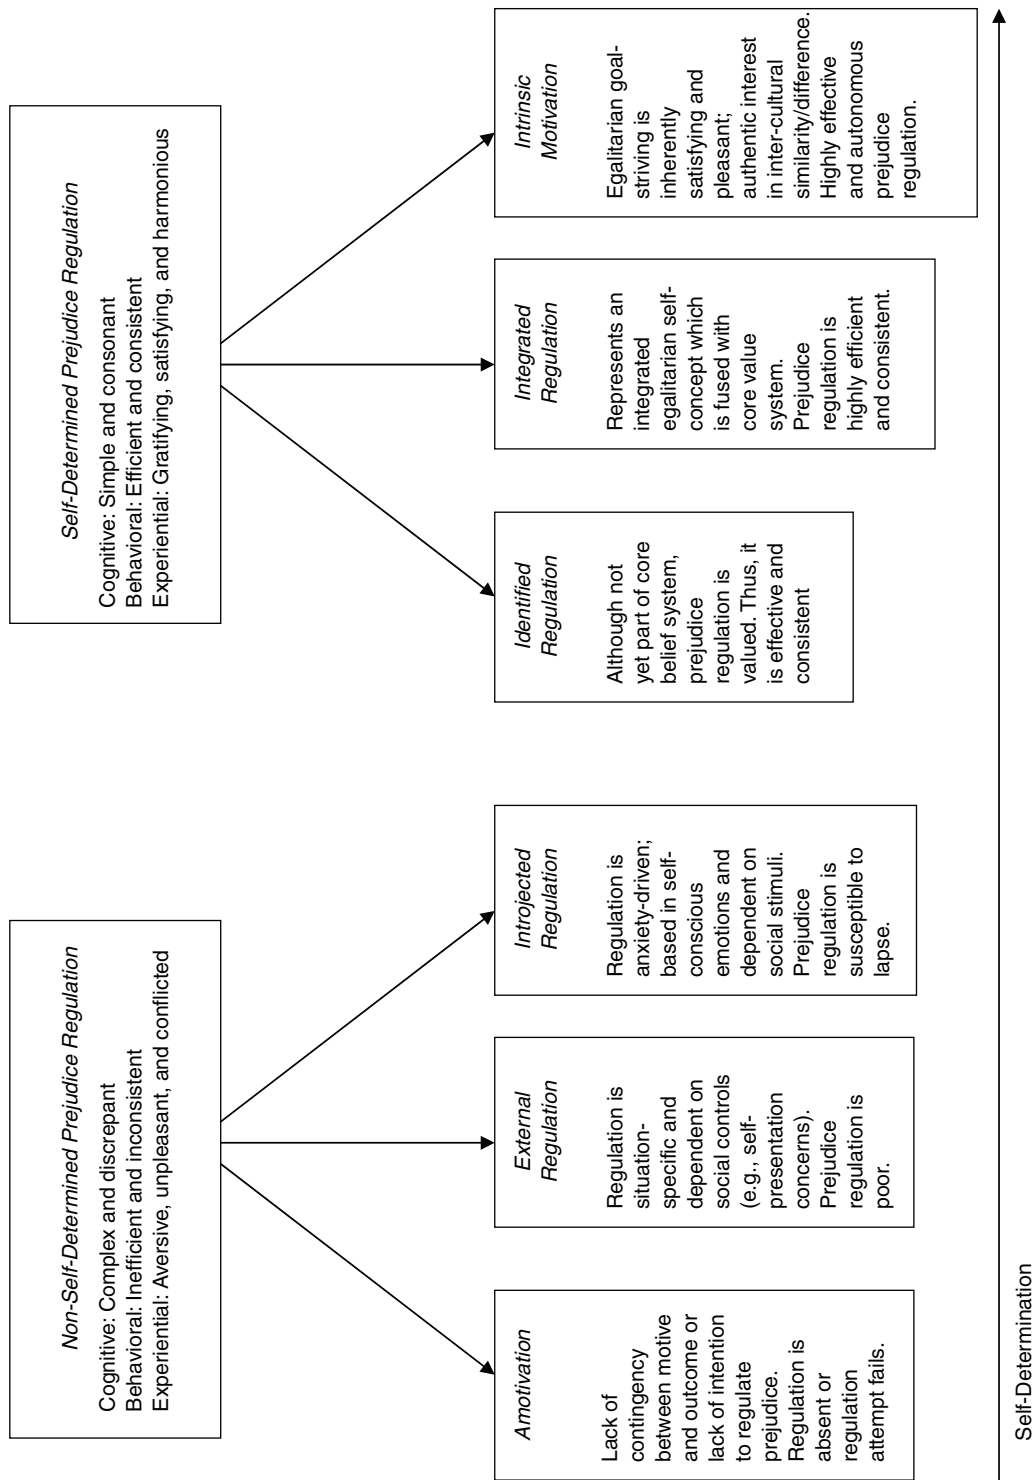 Non-Self-Determined Prejudice Regulation
Cognitive: Complex and discrepant
Behavioral: Inefficient and inconsistent
Experiential: Aversive, unpleasant, and conflicted
Self-Determined Prejudice Regulation
Cognitive: Simple and consonant
Behavioral: Efficient and consistent
Experiential: Gratifying, satisfying, and harmonious
Amotivation
Lack of
contingency
between motive
and outcome or
lack of intention
to regulate
prejudice.
Regulation is
absent or
regulation
attempt fails.
External
Regulation
Regulation is
situation-
specific and
dependent on
social controls
(e.g., self-
presentation
concerns).
Prejudice
regulation is
poor.
Introjected
Regulation
Regulation is
anxiety-driven;
based in self-
conscious
emotions and
dependent on
social stimuli.
Prejudice
regulation is
susceptible to
lapse.
Identified
Regulation
Although not
yet part of core
belief system,
prejudice
regulation is
valued. Thus, it
is effective and
consistent
Integrated
Regulation
Represents an
integrated
egalitarian self-
concept which
is fused with
core value
system.
Prejudice
regulation is
highly efficient
and consistent.
Intrinsic
Motivation
Egalitarian goal-
striving is
inherently
satisfying and
pleasant;
authentic interest
in inter-cultural
similarity/difference.
Highly effective
and autonomous
prejudice
regulation.
Self-Determination